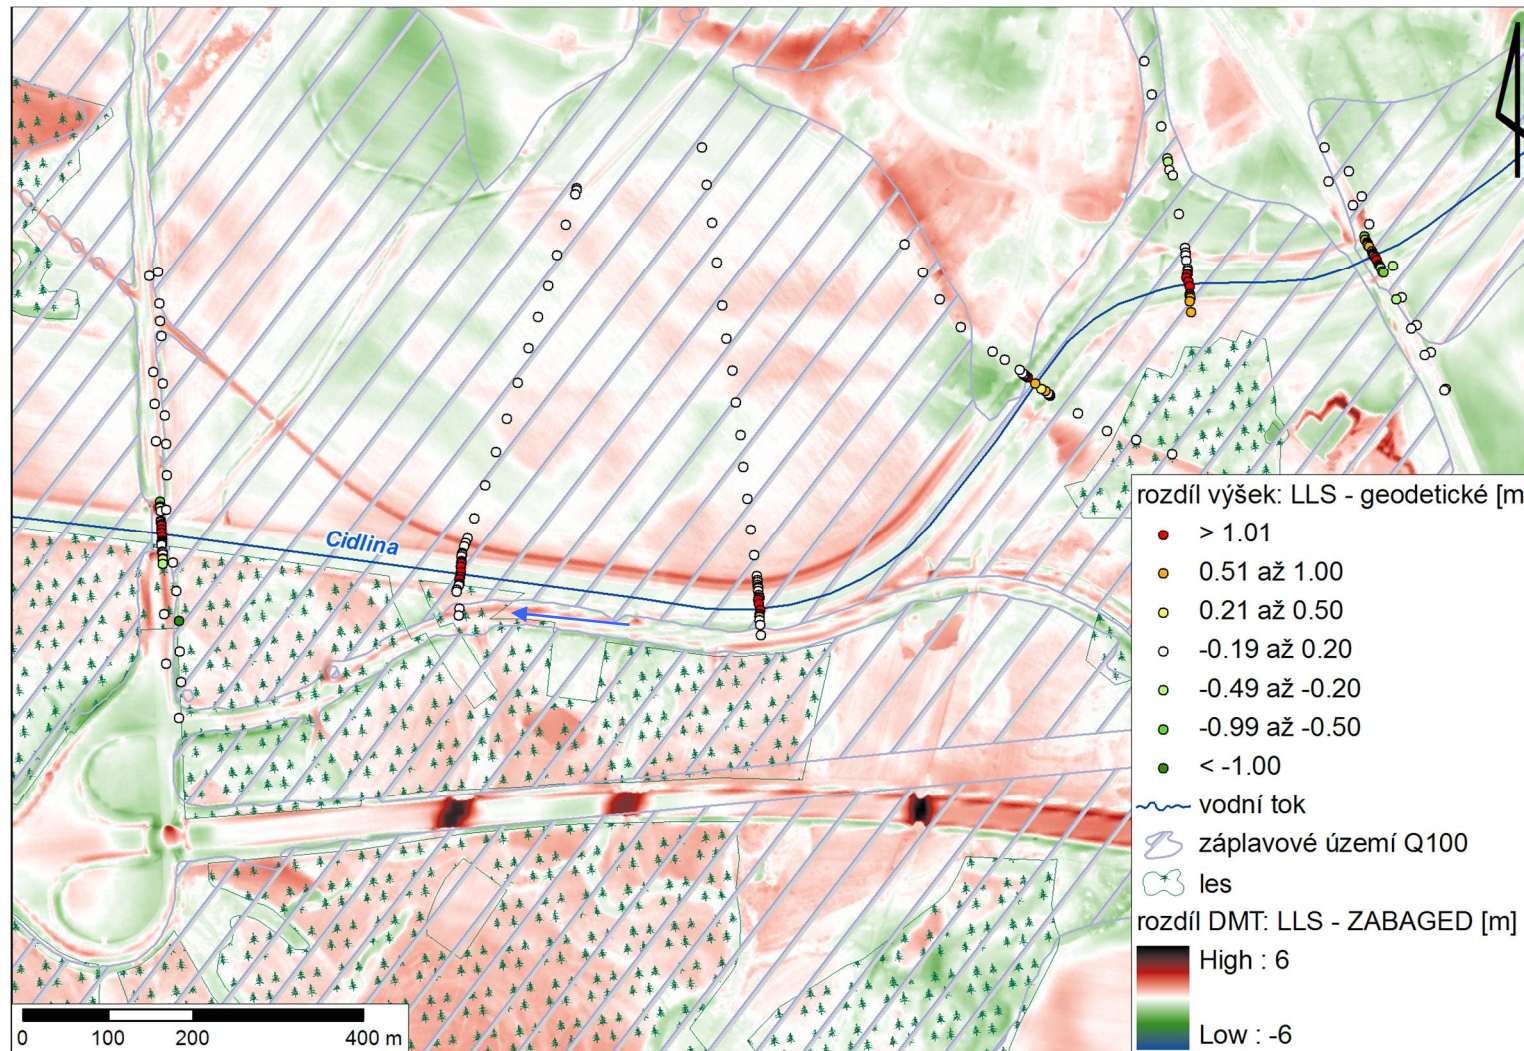 Cidlina
rozdíl výšek: LLS - geodetické [m
> 1.01
0.51 až 1.00
0.21 až 0.50
-0.19 až 0.20
-0.49 až -0.20
-0.99 až -0.50
< -1.00
vodní tok
záplavové území Q100
les
rozdíl DMT: LLS - ZABAGED [m]
High : 6
Low : -6
0 100 200 400 m